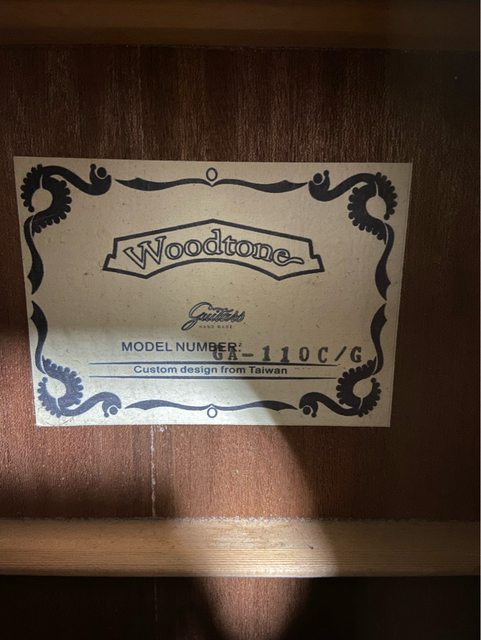 Woodtone
Guitars
HAND MADE
MODEL NUMBER: GA-110C/G
Custom design from Taiwan